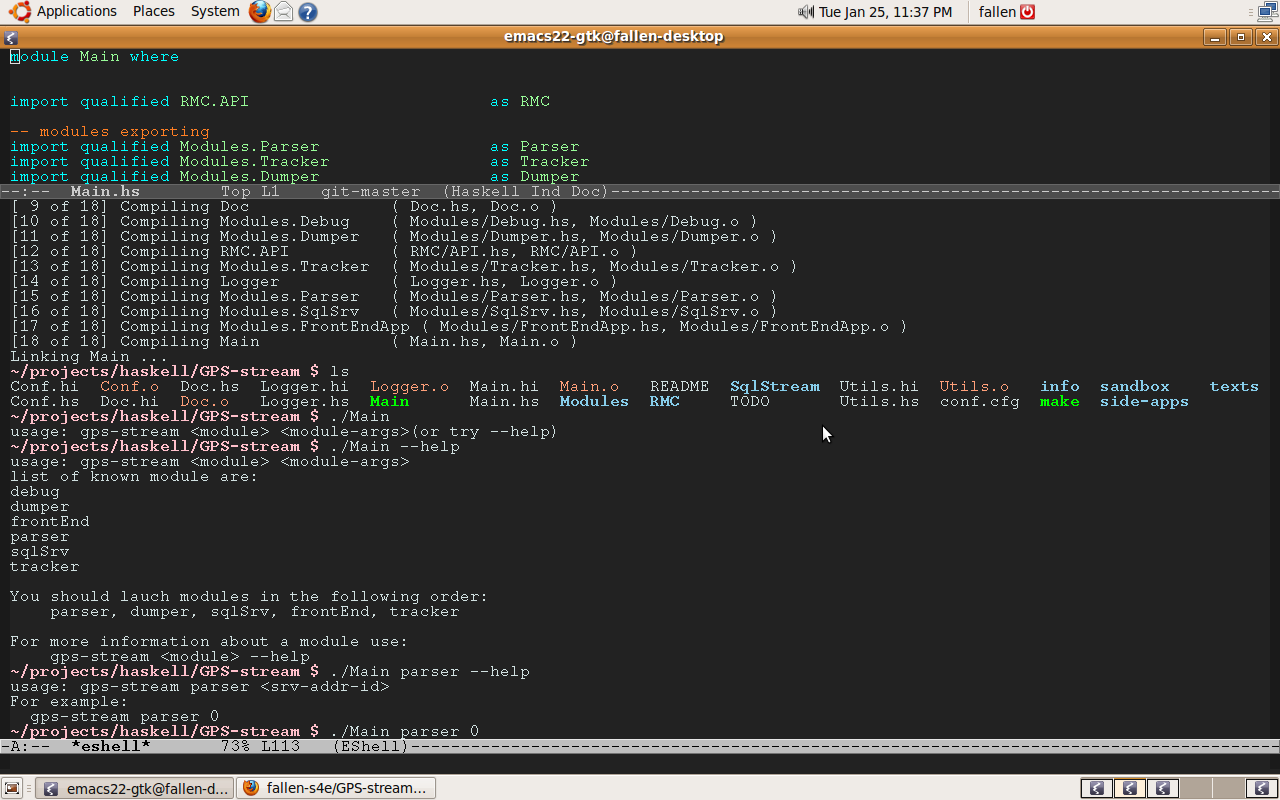 Applications Places System Tue Jan 25, 11:37 PM fallen
emacs22-gtk@fallen-desktop
module Main where
import qualified RMC.API as RMC
-- modules exporting
import qualified Modules.Parser as Parser
import qualified Modules.Tracker as Tracker
import qualified Modules.Dumper as Dumper
--:-- Main.hs Top L1 git-master (Haskell Ind Doc)----------------------------------------------------------------------
[ 9 of 18] Compiling Doc ( Doc.hs, Doc.o )
[10 of 18] Compiling Modules.Debug ( Modules/Debug.hs, Modules/Debug.o )
[11 of 18] Compiling Modules.Dumper ( Modules/Dumper.hs, Modules/Dumper.o )
[12 of 18] Compiling RMC.API ( RMC/API.hs, RMC/API.o )
[13 of 18] Compiling Modules.Tracker ( Modules/Tracker.hs, Modules/Tracker.o )
[14 of 18] Compiling Logger ( Logger.hs, Logger.o )
[15 of 18] Compiling Modules.Parser ( Modules/Parser.hs, Modules/Parser.o )
[16 of 18] Compiling Modules.SqlSrv ( Modules/SqlSrv.hs, Modules/SqlSrv.o )
[17 of 18] Compiling Modules.FrontEndApp ( Modules/FrontEndApp.hs, Modules/FrontEndApp.o )
[18 of 18] Compiling Main ( Main.hs, Main.o )
Linking Main ...
~/projects/haskell/GPS-stream $ ls
Conf.hi Conf.o Doc.hs Logger.hi Logger.o Main.hi Main.o README SqlStream Utils.hi Utils.o info sandbox texts
Conf.hs Doc.hi Doc.o Logger.hs Main Main.hs Modules RMC TODO Utils.hs conf.cfg make side-apps
~/projects/haskell/GPS-stream $ ./Main
usage: gps-stream <module> <module-args>(or try --help)
~/projects/haskell/GPS-stream $ ./Main --help
usage: gps-stream <module> <module-args>
list of known module are:
debug
dumper
frontEnd
parser
sqlSrv
tracker
You should lauch modules in the following order:
parser, dumper, sqlSrv, frontEnd, tracker
For more information about a module use:
gps-stream <module> --help
~/projects/haskell/GPS-stream $ ./Main parser --help
usage: gps-stream parser <srv-addr-id>
For example:
gps-stream parser 0
~/projects/haskell/GPS-stream $ ./Main parser 0
-A:-- *eshell* 73% L113 (EShell)----------------------------------------------------------------------
emacs22-gtk@fallen-d... fallen-s4e/GPS-stream...